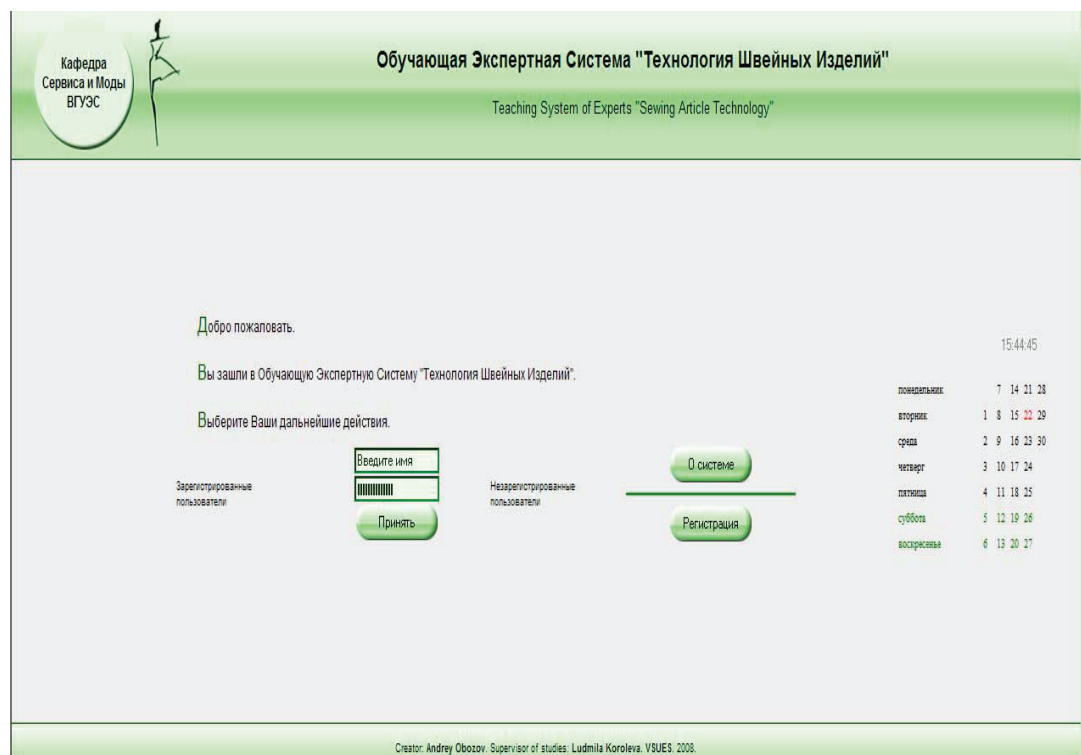 Кафедра
Сервиса и Моды
ВГУЭС
Обучающая Экспертная Система "Технология Швейных Изделий"
Teaching System of Experts "Sewing Article Technology"
Добро пожаловать.
Вы зашли в Обучающую Экспертную Систему "Технология Швейных Изделий".
Выберите Ваши дальнейшие действия.
Зарегистрированные
пользователи
Введите имя
Принять
Незарегистрированные
пользователи
О системе
Регистрация
15:44:45
понедельник 7 14 21 28
вторник 1 8 15 22 29
среда 2 9 16 23 30
четверг 3 10 17 24
пятница 4 11 18 25
суббота 5 12 19 26
воскресенье 6 13 20 27
Creator: Andrey Obozov. Supervisor of studies: Ludmila Koroleva. VSUES. 2008.